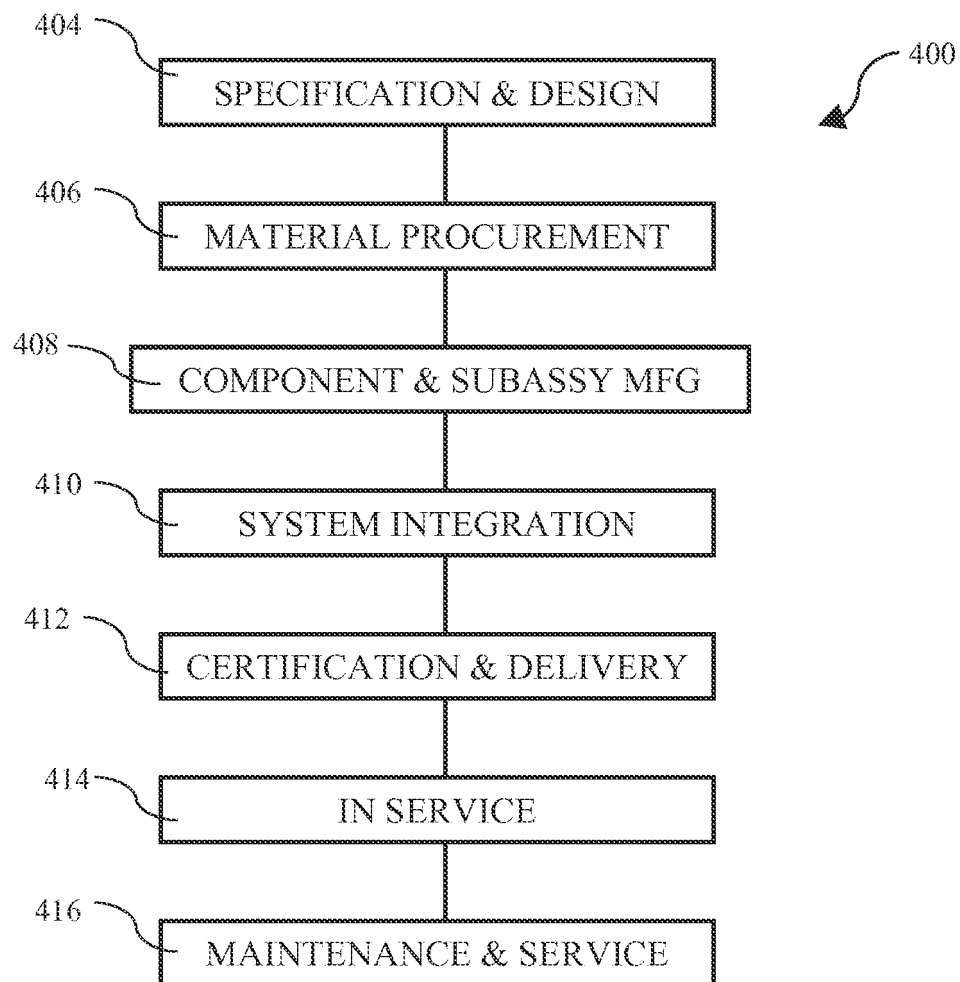 404
400
SPECIFICATION & DESIGN
406
MATERIAL PROCUREMENT
408
COMPONENT & SUBASSY MFG
410
SYSTEM INTEGRATION
412
CERTIFICATION & DELIVERY
414
IN SERVICE
416
MAINTENANCE & SERVICE